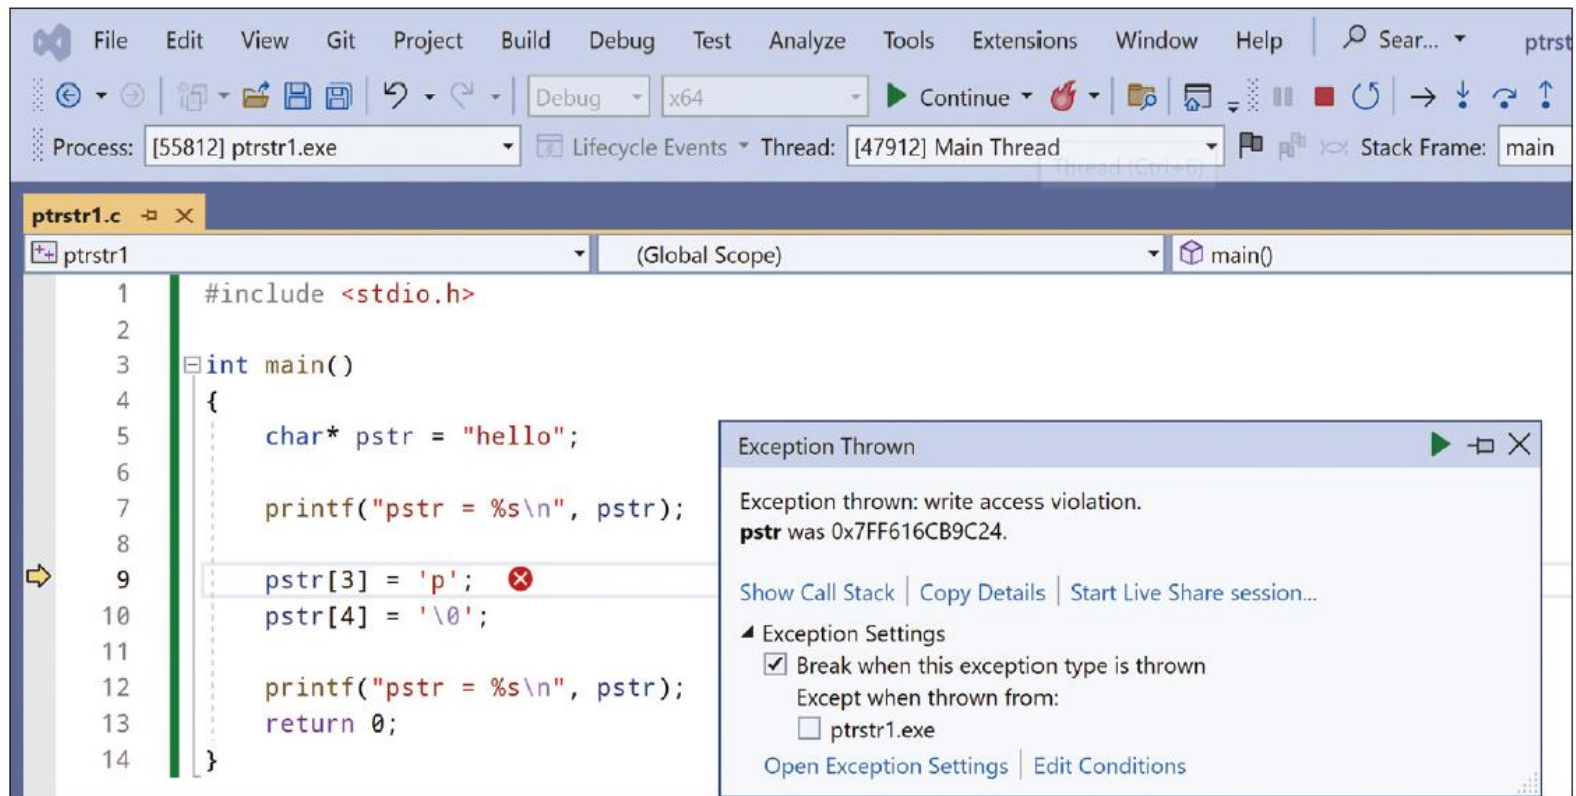 File Edit View Git Project Build Debug Test Analyze Tools Extensions Window Help Sear... ptrst
Debug x64 Continue
Process: [55812] ptrstr1.exe Lifecycle Events Thread: [47912] Main Thread Stack Frame: main
Thread (Ctrl+6)
ptrstr1.c
ptrstr1 (Global Scope) main()
1 #include <stdio.h>
2
3 int main()
4 {
5 char* pstr = "hello";
6
7 printf("pstr = %s\n", pstr);
8
9 pstr[3] = 'p';
10 pstr[4] = '\0';
11
12 printf("pstr = %s\n", pstr);
13 return 0;
14 }
Exception Thrown
Exception thrown: write access violation.
pstr was 0x7FF616CB9C24.
Show Call Stack | Copy Details | Start Live Share session...
Exception Settings
Break when this exception type is thrown
Except when thrown from:
ptrstr1.exe
Open Exception Settings | Edit Conditions